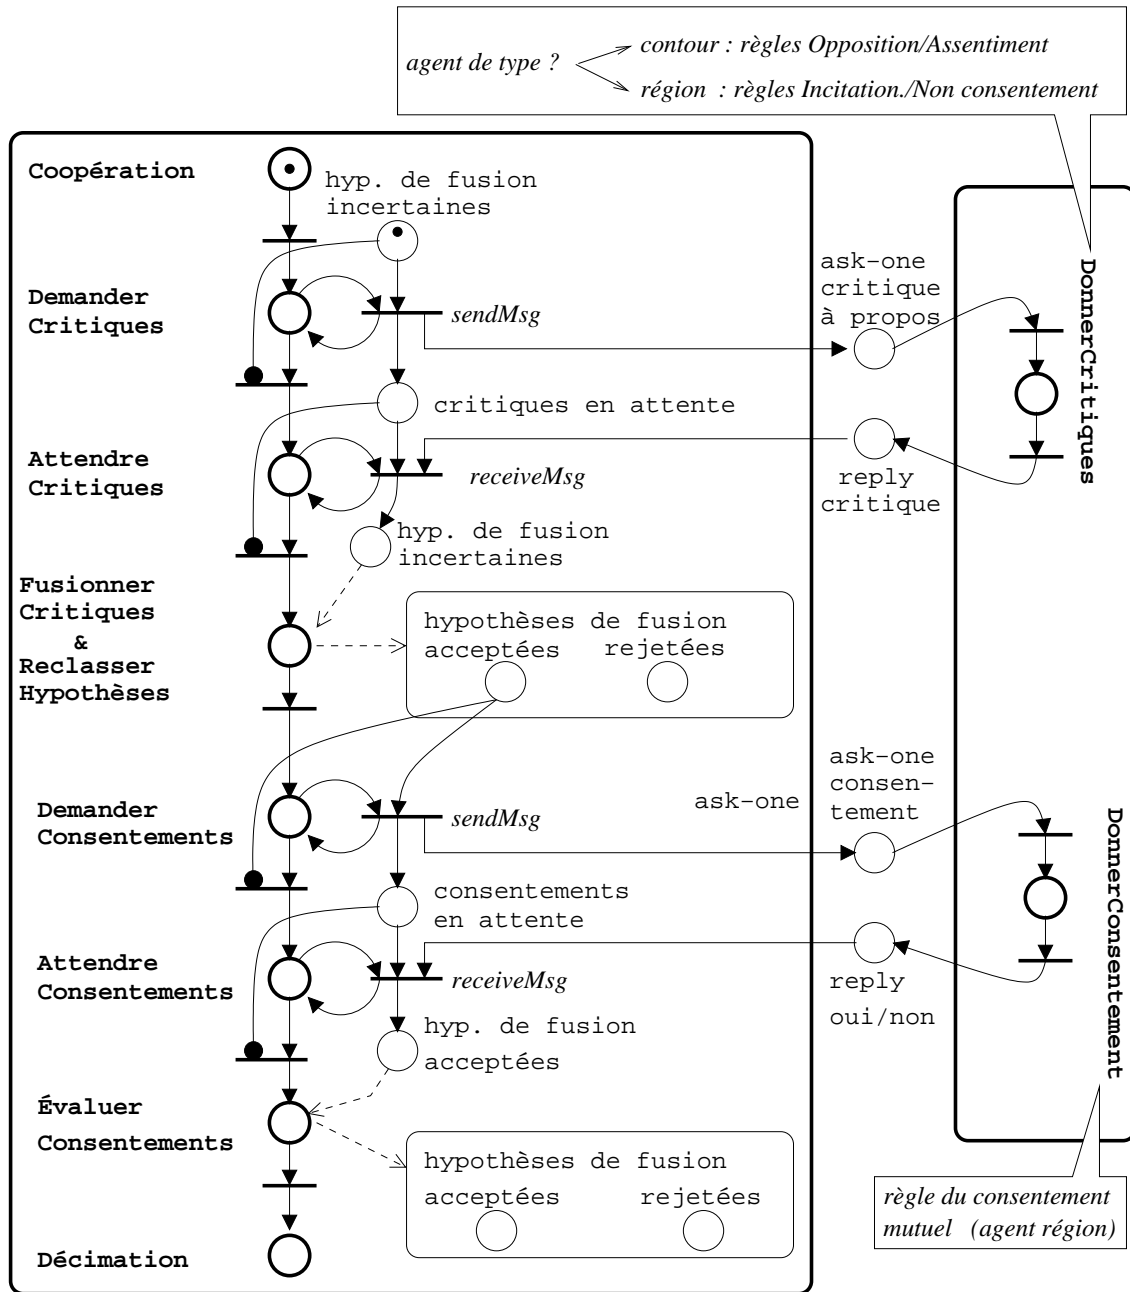 contour : règles Opposition/Assentiment
agent de type ?
région : règles Incitation./Non consentement
Coopération
hyp. de fusion
incertaines
Demander
Critiques
sendMsg
ask-one
critique
à propos
DonnerCritiques
critiques en attente
Attendre
Critiques
receiveMsg
reply
critique
hyp. de fusion
incertaines
Fusionner
Critiques
&
Reclasser
Hypothèses
hypothèses de fusion
acceptées rejetées
Demander
Consentements
sendMsg
ask-one
ask-one
consen-
tement
DonnerConsentement
consentements
en attente
Attendre
Consentements
receiveMsg
reply
oui/non
hyp. de fusion
acceptées
Évaluer
Consentements
hypothèses de fusion
acceptées rejetées
Décimation
règle du consentement
mutuel (agent région)